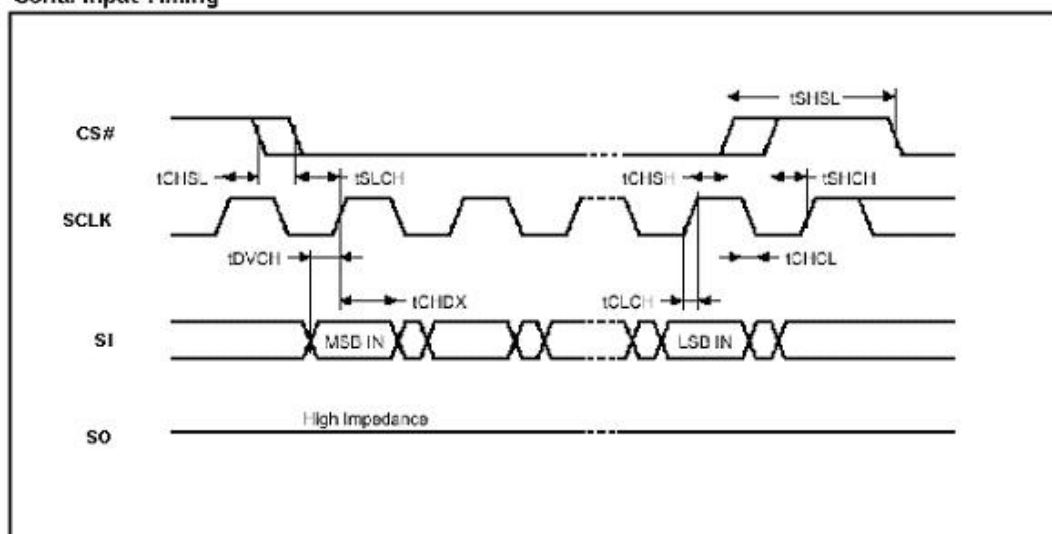 Serial Input Timing
tSHSL
CS#
tCHSL
tSLCH
tCHSH
tSHCH
SCLK
tDVCH
tCHCL
tCHDX
tCLCH
SI
MSB IN
LSB IN
High Impedance
SO